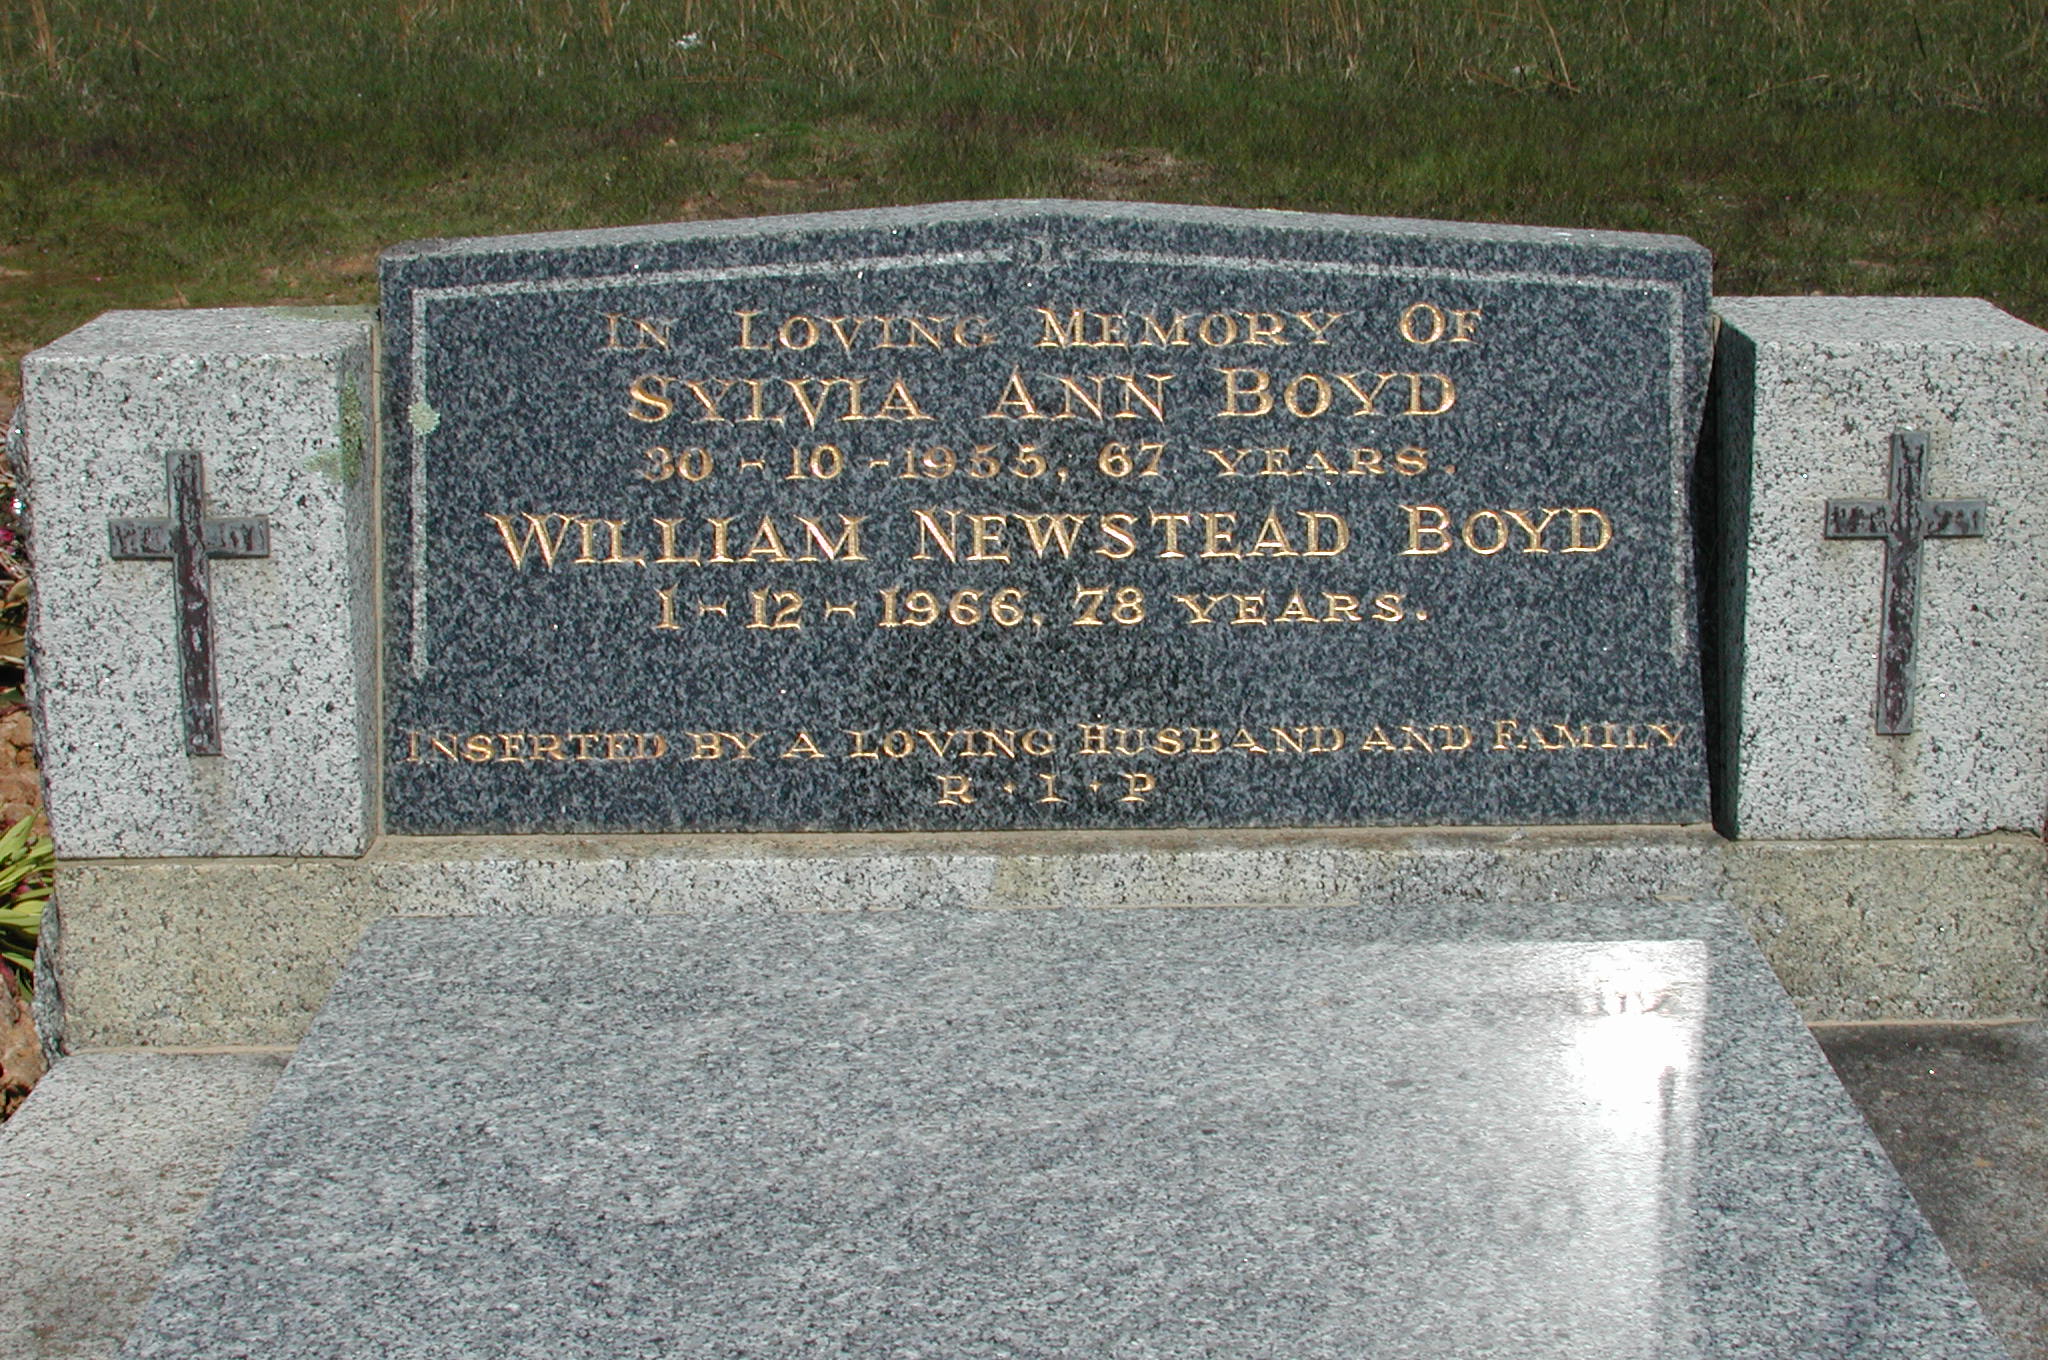 In Loving Memory Of
Sylvia Ann Boyd
30-10-1955, 67 years.
William Newstead Boyd
1-12-1966, 78 years.
Inserted by a loving Husband and Family
R·I·P